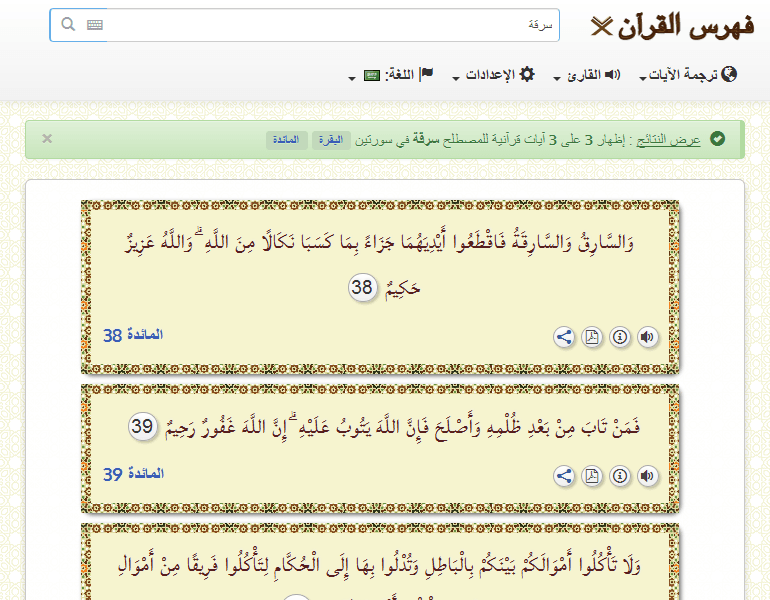 فهرس القرآن
سرقة
ترجمة الآيات القارئ الإعدادات اللغة:
عرض النتائج : إظهار 3 على 3 آيات قرآنية للمصطلح سرقة في سورتين البقرة المائدة
وَالسَّارِقُ وَالسَّارِقَةُ فَاقْطَعُوا أَيْدِيَهُمَا جَزَاءً بِمَا كَسَبَا نَكَالًا مِنَ اللَّهِ ۗ وَاللَّهُ عَزِيزٌ
حَكِيمٌ 38
المائدة 38
فَمَنْ تَابَ مِنْ بَعْدِ ظُلْمِهِ وَأَصْلَحَ فَإِنَّ اللَّهَ يَتُوبُ عَلَيْهِ ۗ إِنَّ اللَّهَ غَفُورٌ رَحِيمٌ 39
المائدة 39
وَلَا تَأْكُلُوا أَمْوَالَكُمْ بَيْنَكُمْ بِالْبَاطِلِ وَتُدْلُوا بِهَا إِلَى الْحُكَّامِ لِتَأْكُلُوا فَرِيقًا مِنْ أَمْوَالِ